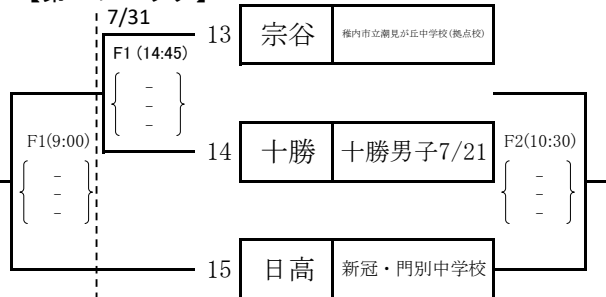 7/31
13 宗谷 稚内市立潮見が丘中学校(拠点校)
F1 (14:45)
-
-
-
F1(9:00)
-
-
-
14 十勝 十勝男子7/21
F2(10:30)
-
-
-
15 日高 新冠・門別中学校